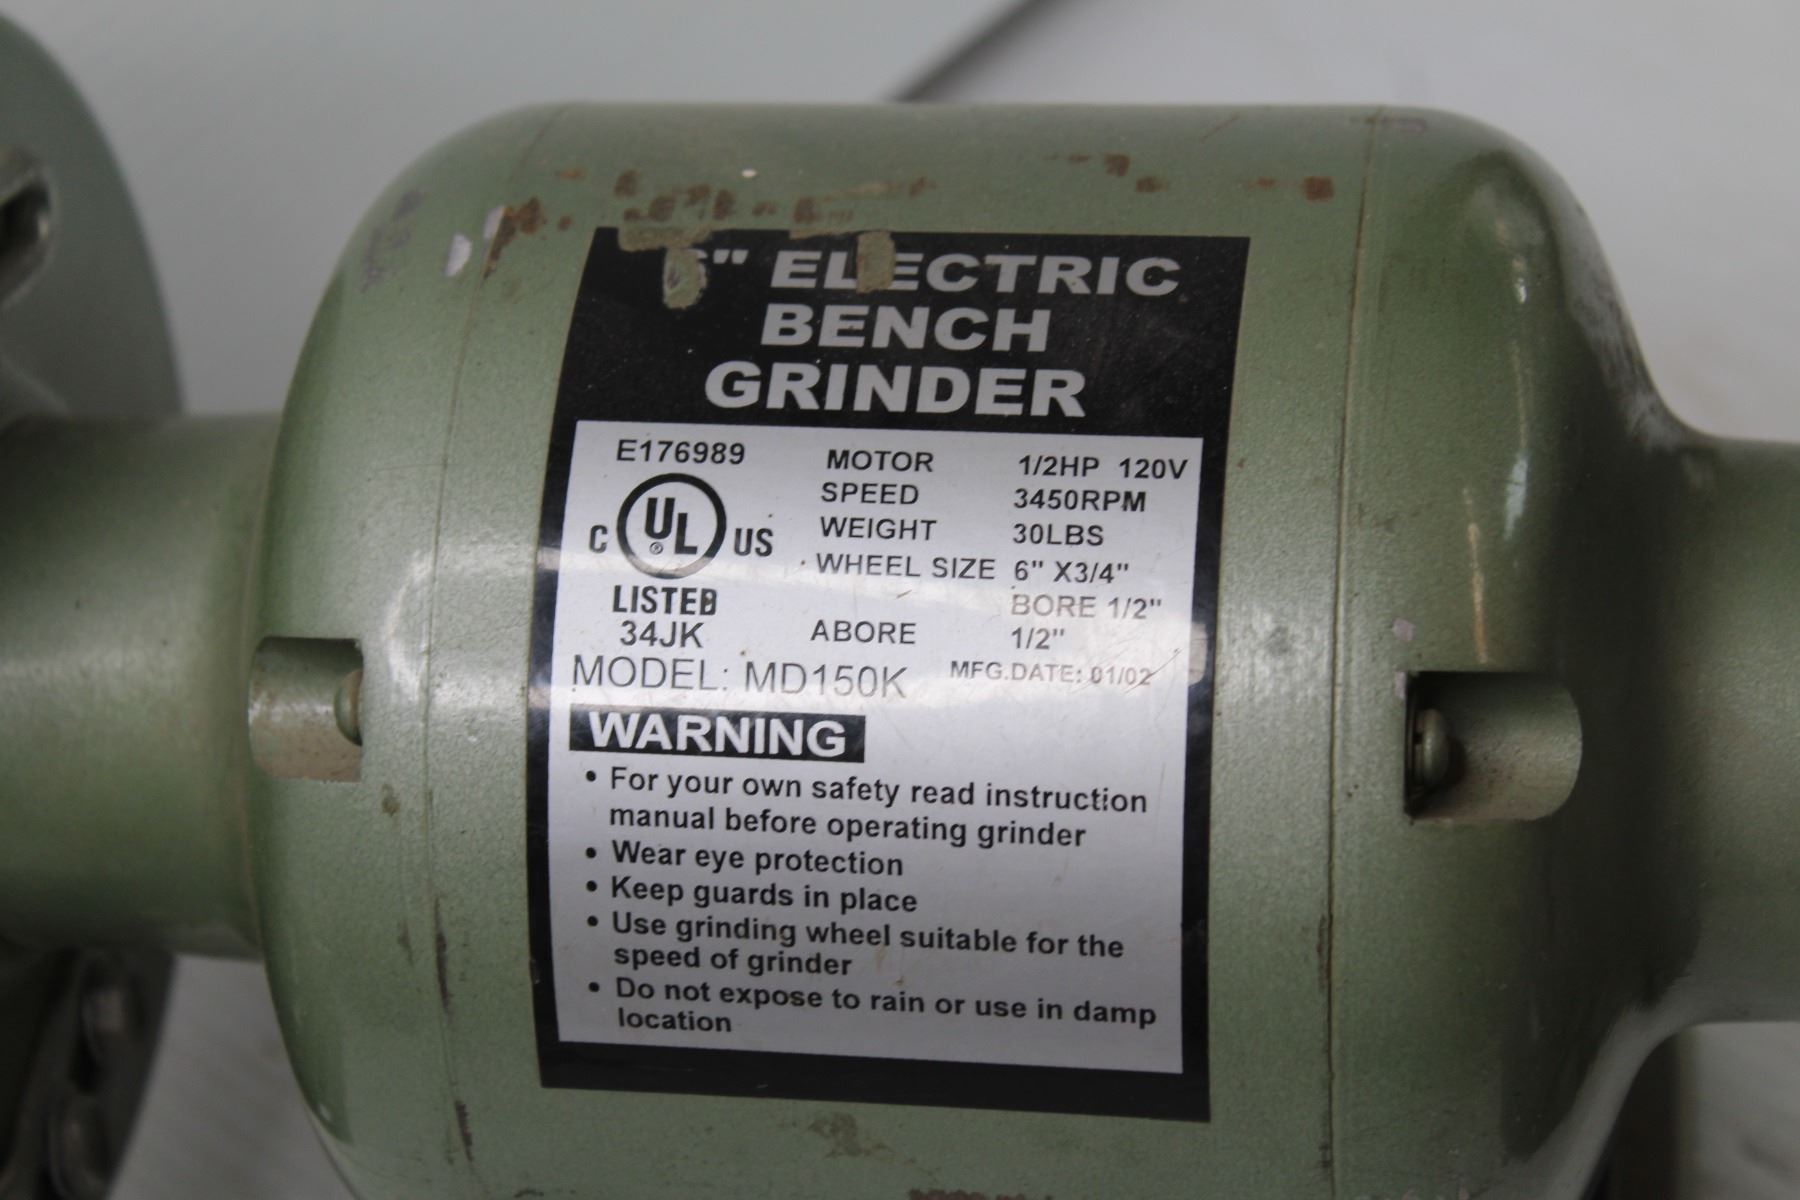 6" ELECTRIC
BENCH
GRINDER
E176989
C UL® US
LISTED
34JK
MOTOR 1/2HP 120V
SPEED 3450RPM
WEIGHT 30LBS
WHEEL SIZE 6" X3/4"
BORE 1/2"
ABORE 1/2"
MODEL: MD150K MFG.DATE: 01/02
WARNING
• For your own safety read instruction
manual before operating grinder
• Wear eye protection
• Keep guards in place
• Use grinding wheel suitable for the
speed of grinder
• Do not expose to rain or use in damp
location